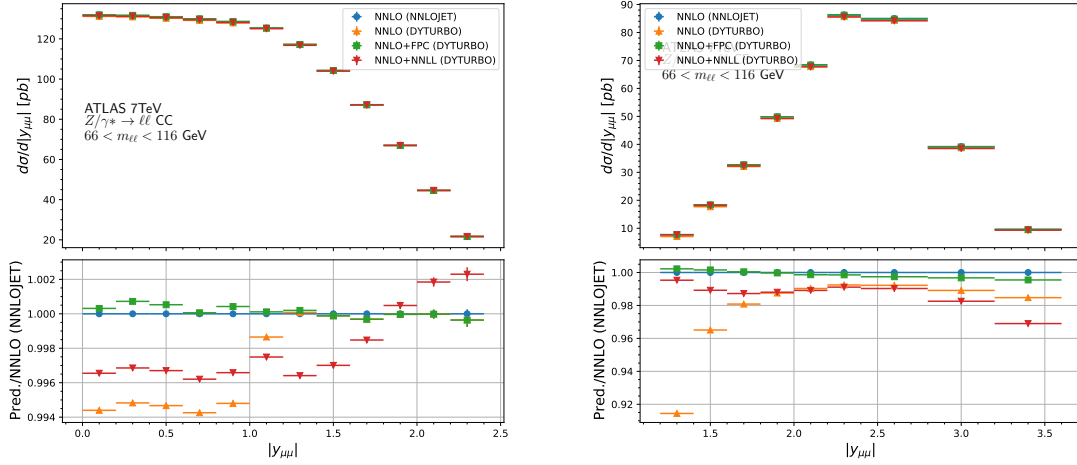 NNLO (NNLOJET)
NNLO (DYTURBO)
NNLO+FPC (DYTURBO)
NNLO+NNLL (DYTURBO)
ATLAS 7TeV
Z/γ* → ℓℓ CC
66 < m_ℓℓ < 116 GeV
dσ/d|y_μμ| [pb]
120
100
80
60
40
20
Pred./NNLO (NNLOJET)
1.002
1.000
0.998
0.996
0.994
0.0
0.5
1.0
1.5
2.0
2.5
|y_μμ|
NNLO (NNLOJET)
NNLO (DYTURBO)
NNLO+FPC (DYTURBO)
NNLO+NNLL (DYTURBO)
66 < m_ℓℓ < 116 GeV
dσ/d|y_μμ| [pb]
90
80
70
60
50
40
30
20
10
Pred./NNLO (NNLOJET)
1.00
0.98
0.96
0.94
0.92
1.5
2.0
2.5
3.0
3.5
|y_μμ|